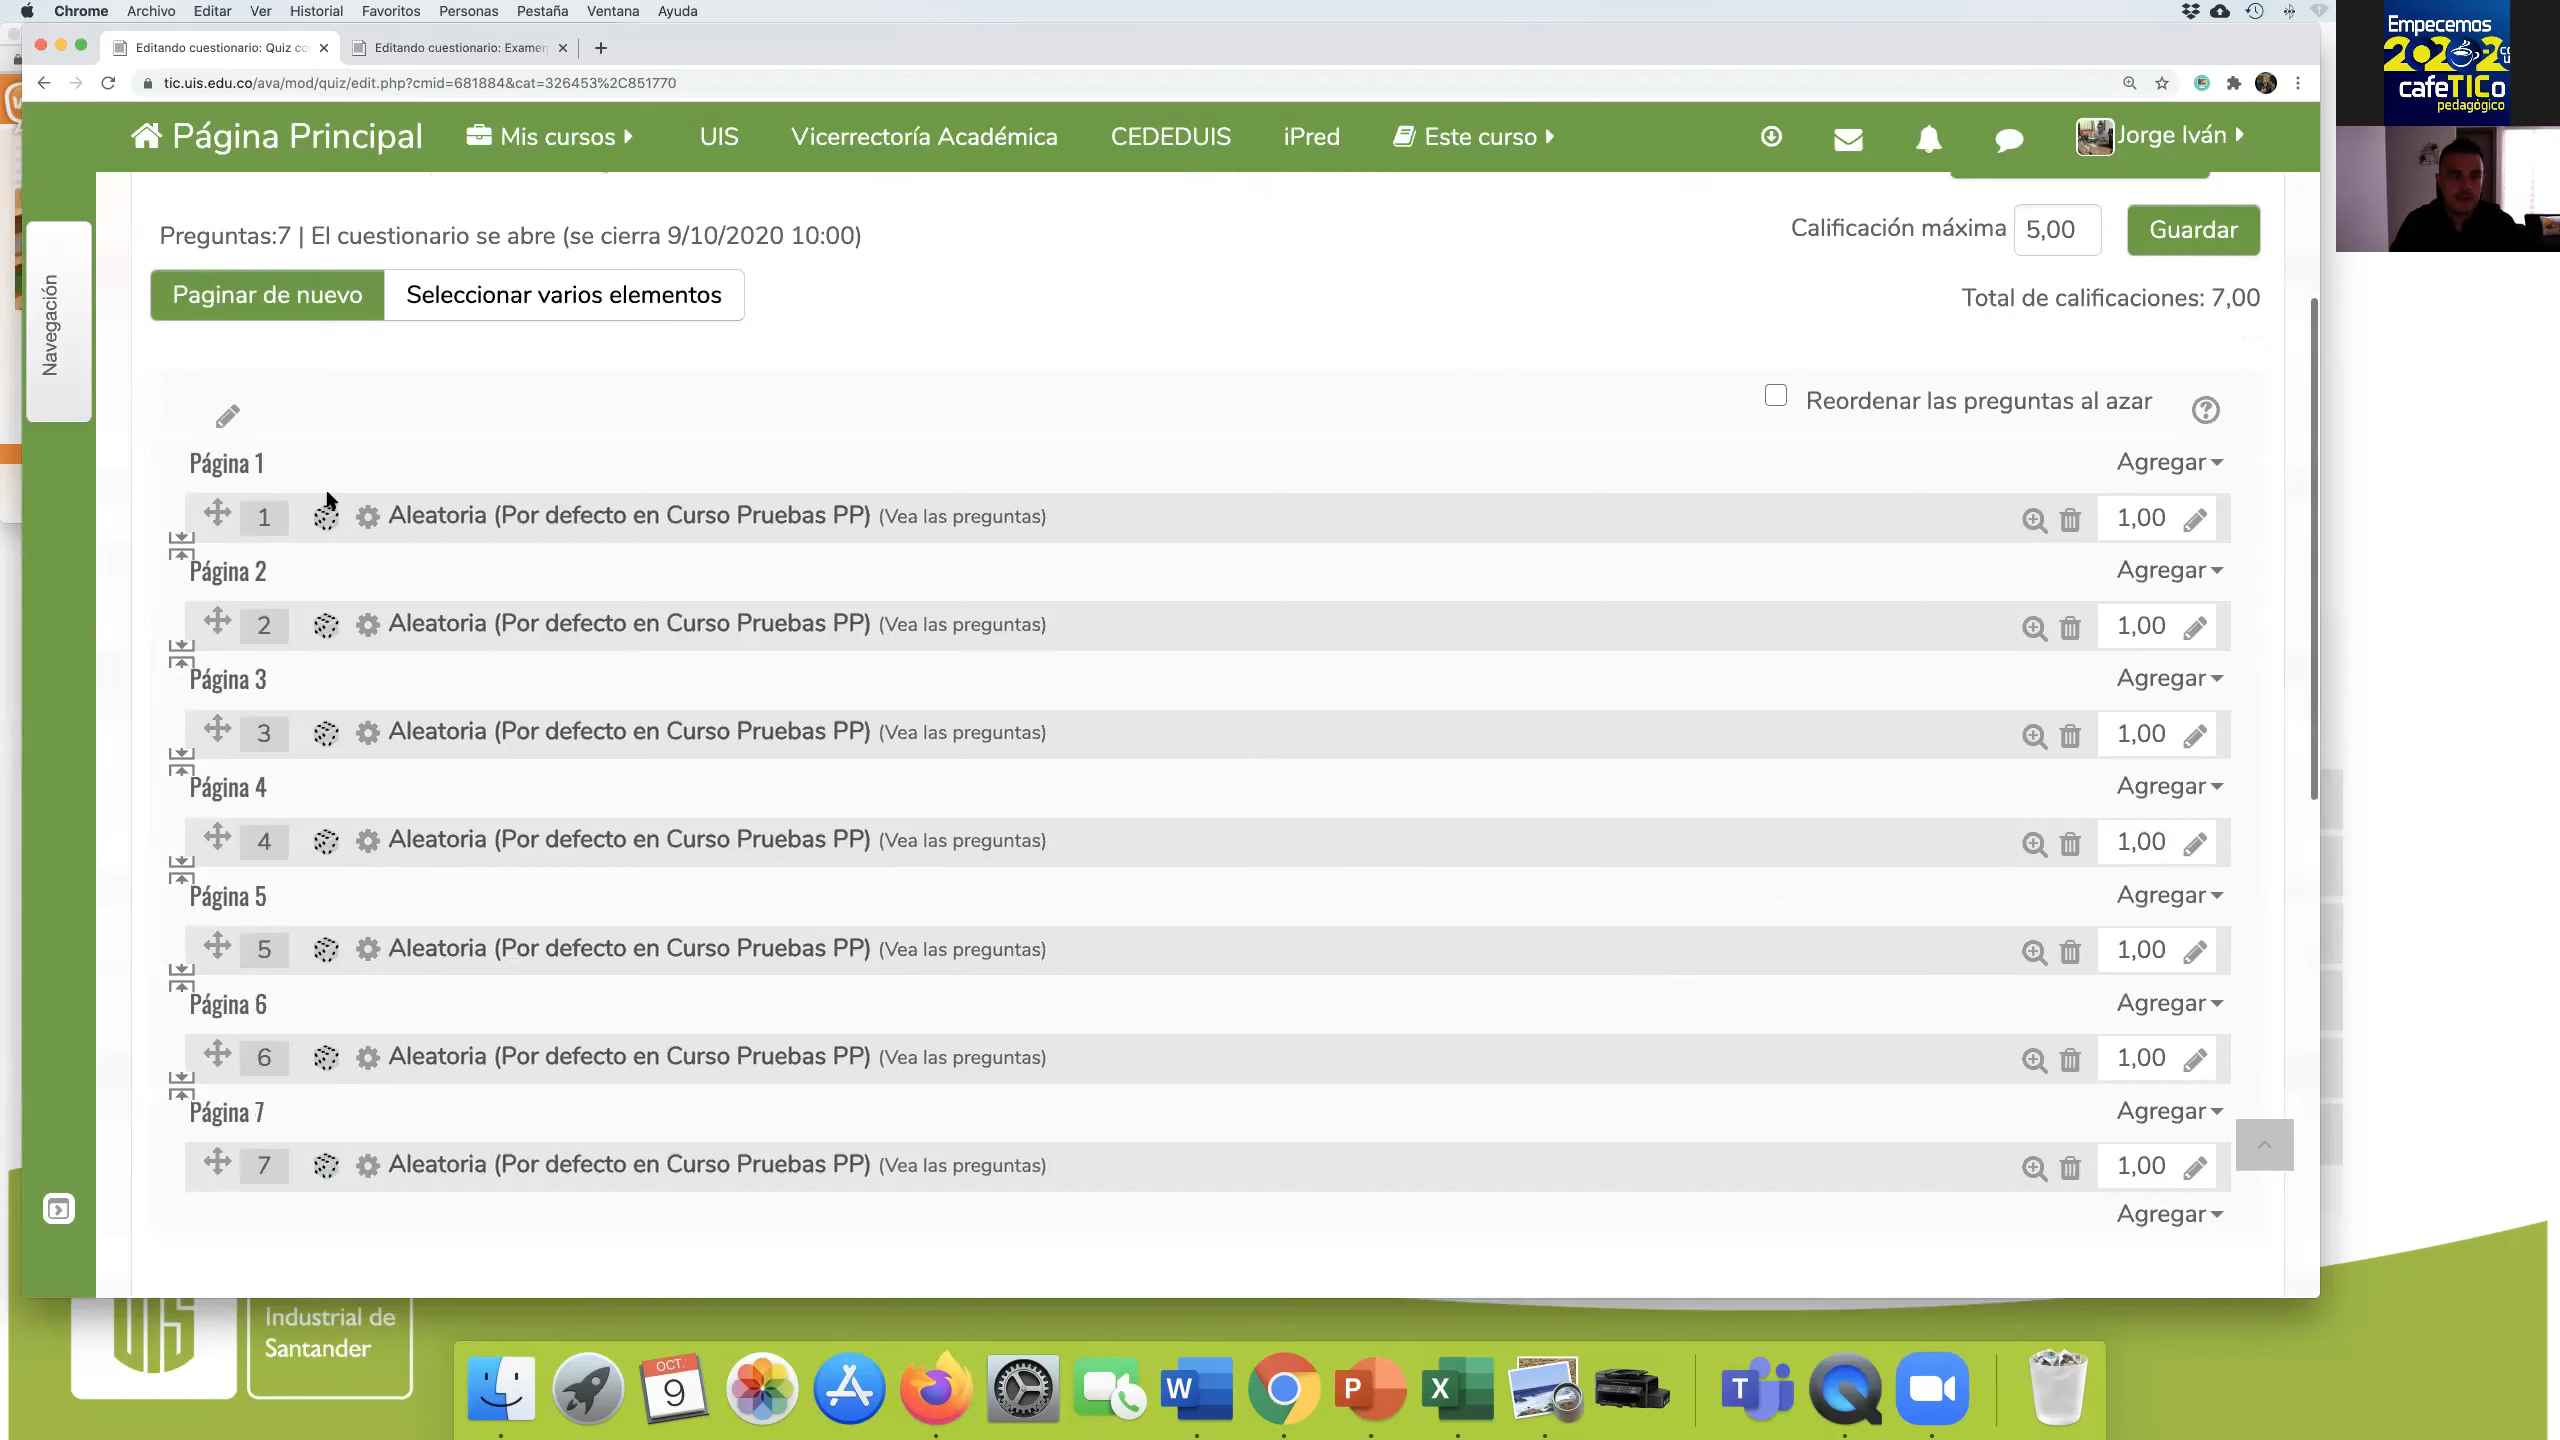 Chrome Archivo Editar Ver Historial Favoritos Personas Pestaña Ventana Ayuda
Editando cuestionario: Quiz co
Editando cuestionario: Examen
tic.uis.edu.co/ava/mod/quiz/edit.php?cmid=681884&cat=326453%2C851770
Empecemos
cafeTICo
pedagógico
Página Principal Mis cursos UIS Vicerrectoría Académica CEDEDUIS iPred Este curso Jorge Iván
Navegación
Preguntas:7 | El cuestionario se abre (se cierra 9/10/2020 10:00)
Calificación máxima 5,00 Guardar
Paginar de nuevo Seleccionar varios elementos
Total de calificaciones: 7,00
Reordenar las preguntas al azar
Página 1 Agregar
1 Aleatoria (Por defecto en Curso Pruebas PP) (Vea las preguntas) 1,00
Página 2 Agregar
2 Aleatoria (Por defecto en Curso Pruebas PP) (Vea las preguntas) 1,00
Página 3 Agregar
3 Aleatoria (Por defecto en Curso Pruebas PP) (Vea las preguntas) 1,00
Página 4 Agregar
4 Aleatoria (Por defecto en Curso Pruebas PP) (Vea las preguntas) 1,00
Página 5 Agregar
5 Aleatoria (Por defecto en Curso Pruebas PP) (Vea las preguntas) 1,00
Página 6 Agregar
6 Aleatoria (Por defecto en Curso Pruebas PP) (Vea las preguntas) 1,00
Página 7 Agregar
7 Aleatoria (Por defecto en Curso Pruebas PP) (Vea las preguntas) 1,00
Agregar
Industrial de
Santander
OCT.
9
W
P
X
T